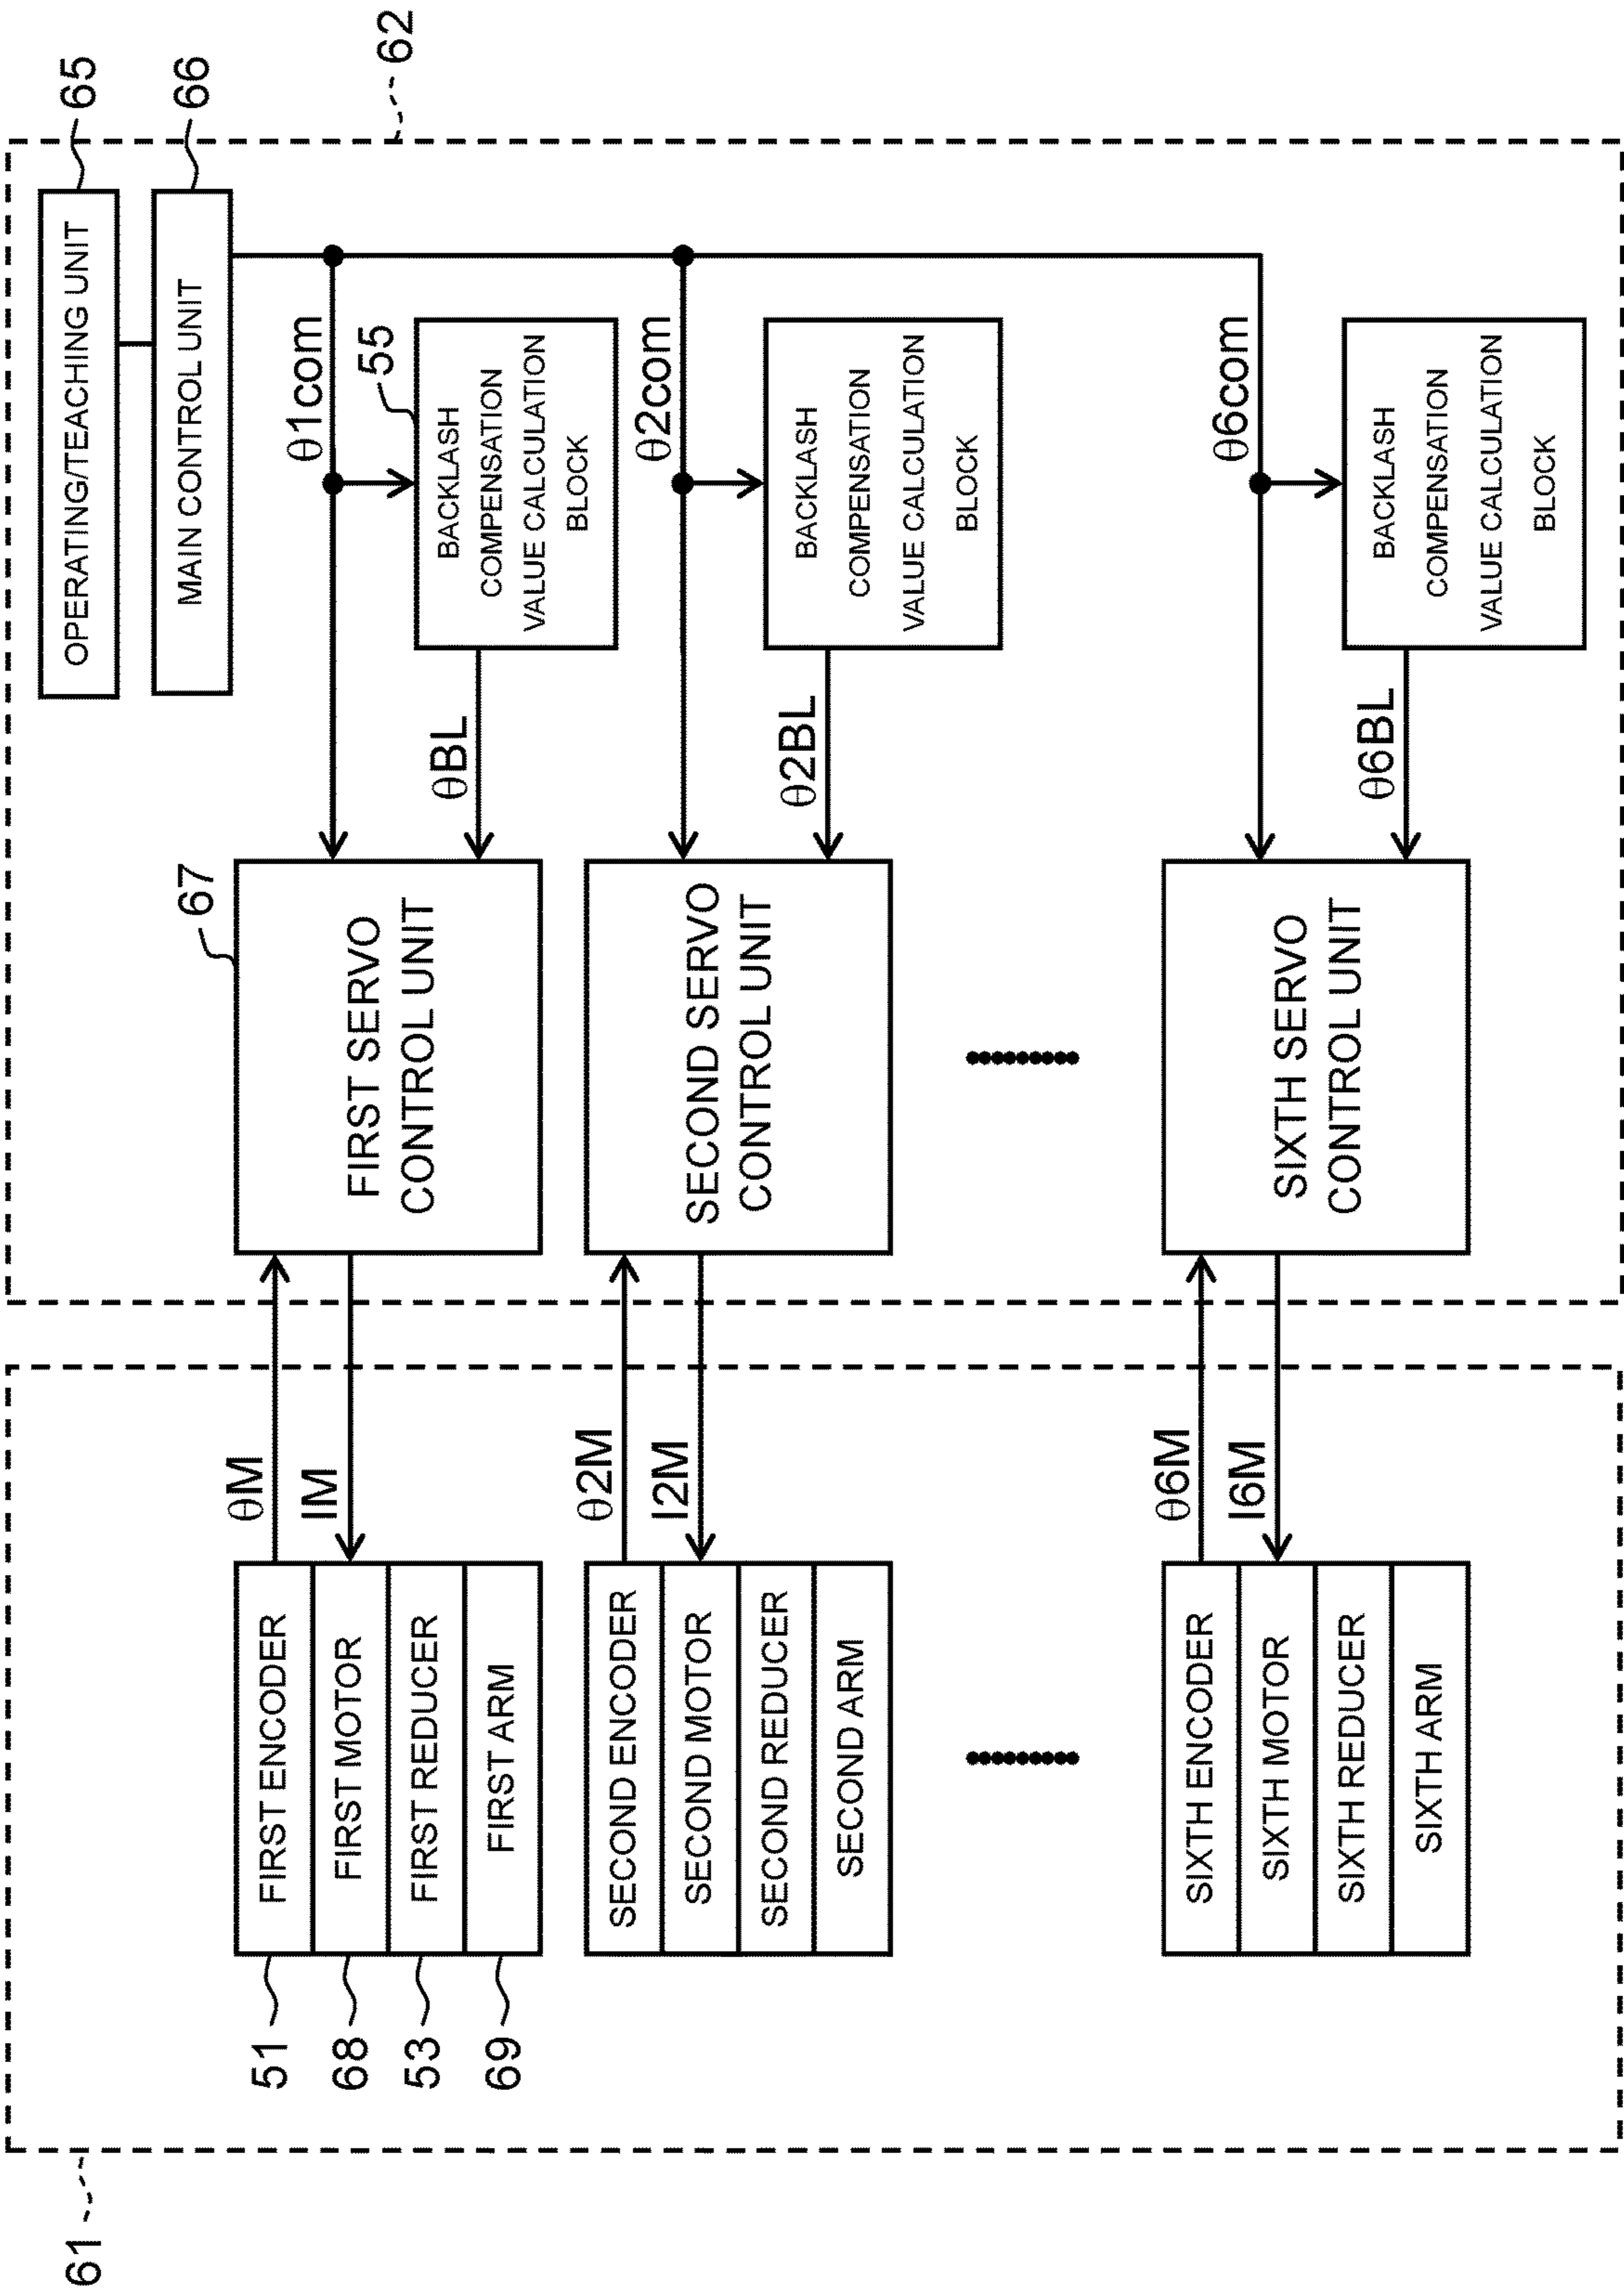 61
62
OPERATING/TEACHING UNIT
65
MAIN CONTROL UNIT
66
51
FIRST ENCODER
68
FIRST MOTOR
53
FIRST REDUCER
69
FIRST ARM
θM
IM
67
FIRST SERVO
CONTROL UNIT
θ1com
θBL
55
BACKLASH
COMPENSATION
VALUE CALCULATION
BLOCK
SECOND ENCODER
SECOND MOTOR
SECOND REDUCER
SECOND ARM
θ2M
I2M
SECOND SERVO
CONTROL UNIT
θ2com
θ2BL
BACKLASH
COMPENSATION
VALUE CALCULATION
BLOCK
SIXTH ENCODER
SIXTH MOTOR
SIXTH REDUCER
SIXTH ARM
θ6M
I6M
SIXTH SERVO
CONTROL UNIT
θ6com
θ6BL
BACKLASH
COMPENSATION
VALUE CALCULATION
BLOCK